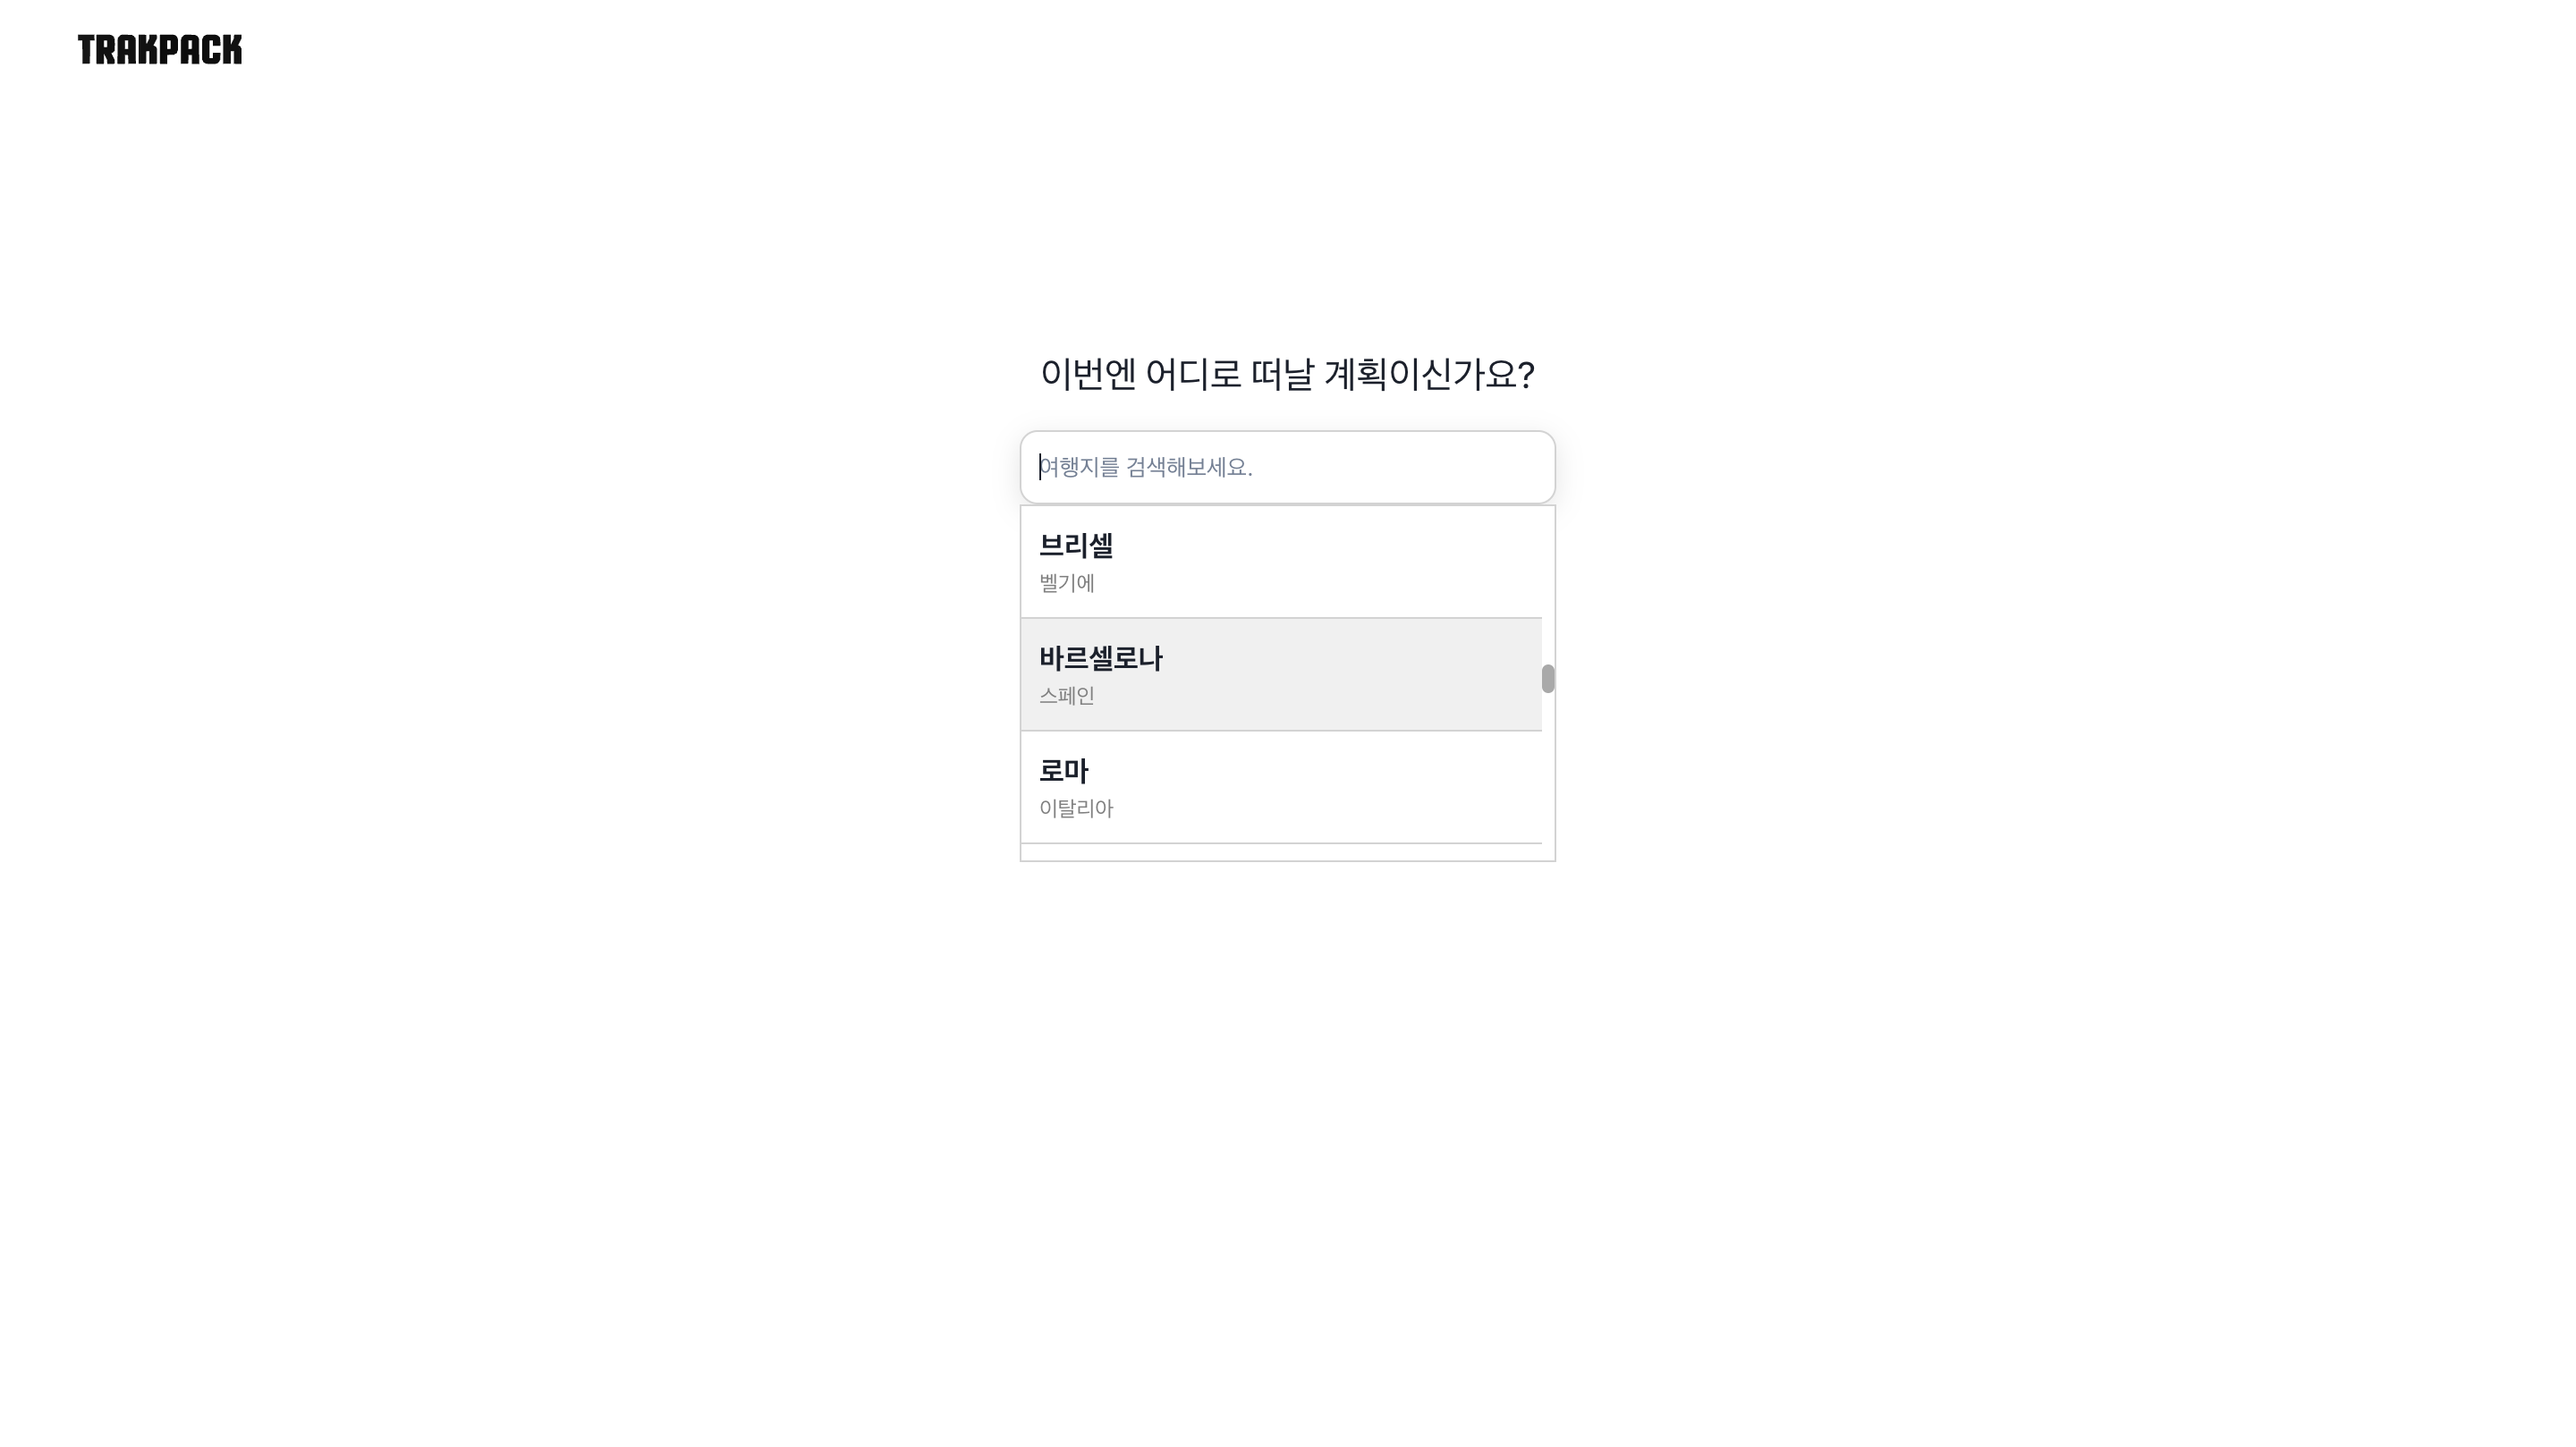 TRAKPACK
이번엔 어디로 떠날 계획이신가요?
여행지를 검색해보세요.
브리셀
벨기에
바르셀로나
스페인
로마
이탈리아